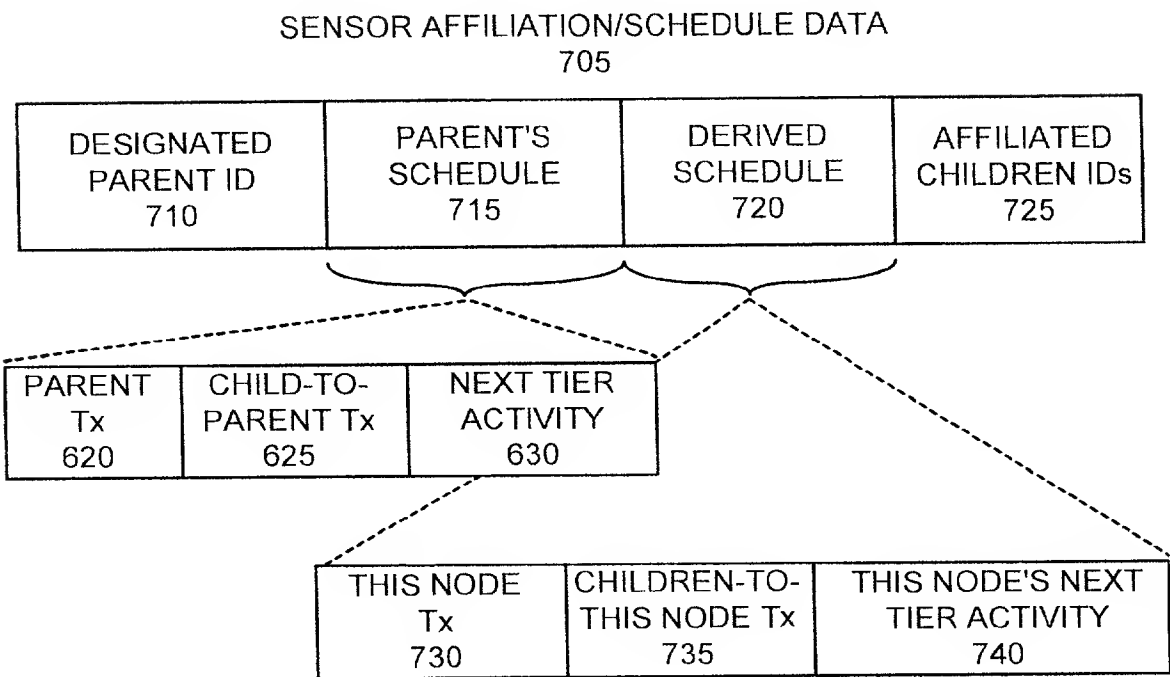 SENSOR AFFILIATION/SCHEDULE DATA
705
DESIGNATED
PARENT ID
710
PARENT'S
SCHEDULE
715
DERIVED
SCHEDULE
720
AFFILIATED
CHILDREN IDs
725
PARENT
Tx
620
CHILD-TO-
PARENT Tx
625
NEXT TIER
ACTIVITY
630
THIS NODE
Tx
730
CHILDREN-TO-
THIS NODE Tx
735
THIS NODE'S NEXT
TIER ACTIVITY
740